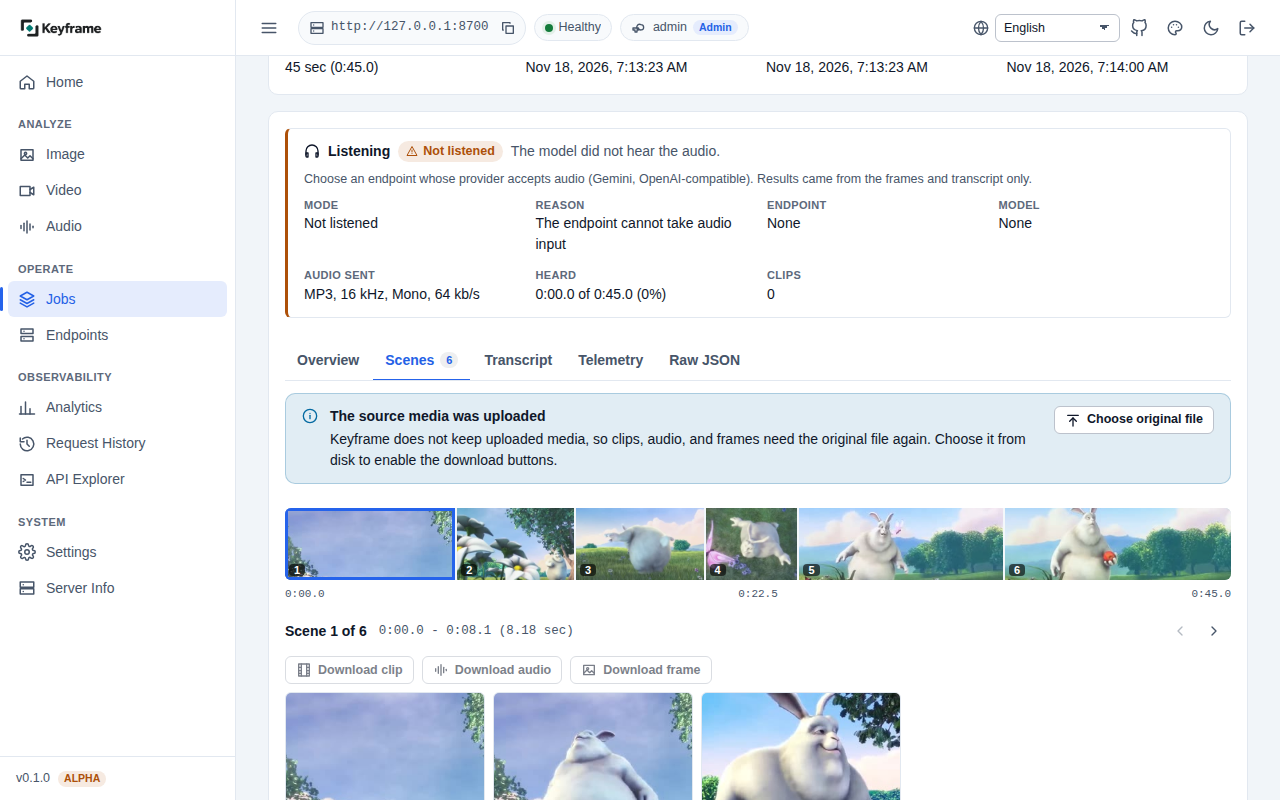 Keyframe
http://127.0.0.1:8700
Healthy
admin Admin
English
Home
ANALYZE
Image
Video
Audio
OPERATE
Jobs
Endpoints
OBSERVABILITY
Analytics
Request History
API Explorer
SYSTEM
Settings
Server Info
v0.1.0 ALPHA
45 sec (0:45.0) Nov 18, 2026, 7:13:23 AM Nov 18, 2026, 7:13:23 AM Nov 18, 2026, 7:14:00 AM
Listening Not listened The model did not hear the audio.
Choose an endpoint whose provider accepts audio (Gemini, OpenAI-compatible). Results came from the frames and transcript only.
MODE REASON ENDPOINT MODEL
Not listened The endpoint cannot take audio None None
input
AUDIO SENT HEARD CLIPS
MP3, 16 kHz, Mono, 64 kb/s 0:00.0 of 0:45.0 (0%) 0
Overview Scenes 6 Transcript Telemetry Raw JSON
The source media was uploaded
Keyframe does not keep uploaded media, so clips, audio, and frames need the original file again. Choose it from
disk to enable the download buttons.
Choose original file
1 2 3 4 5 6
0:00.0 0:22.5 0:45.0
Scene 1 of 6 0:00.0 - 0:08.1 (8.18 sec)
Download clip Download audio Download frame